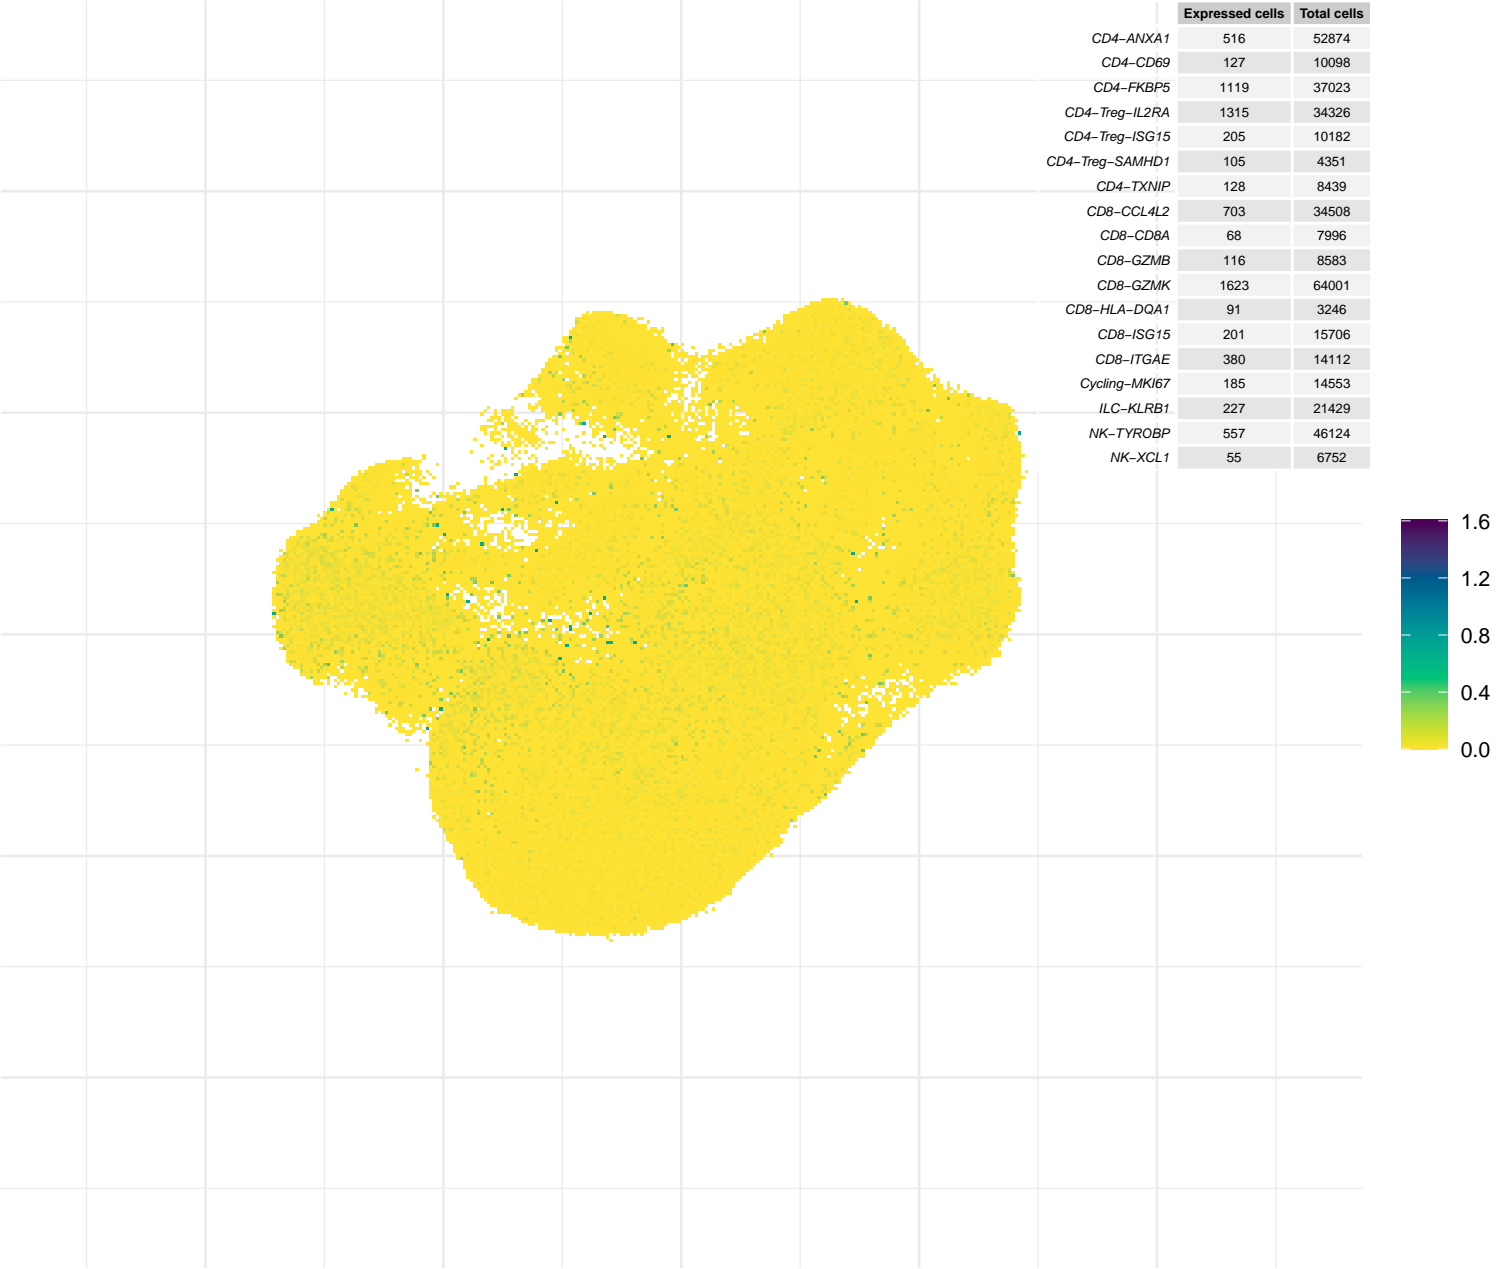 Expressed cells Total cells
CD4−ANXA1 516 52874
CD4−CD69 127 10098
CD4−FKBP5 1119 37023
CD4−Treg−IL2RA 1315 34326
CD4−Treg−ISG15 205 10182
CD4−Treg−SAMHD1 105 4351
CD4−TXNIP 128 8439
CD8−CCL4L2 703 34508
CD8−CD8A 68 7996
CD8−GZMB 116 8583
CD8−GZMK 1623 64001
CD8−HLA−DQA1 91 3246
CD8−ISG15 201 15706
CD8−ITGAE 380 14112
Cycling−MKI67 185 14553
ILC−KLRB1 227 21429
NK−TYROBP 557 46124
NK−XCL1 55 6752
1.6
1.2
0.8
0.4
0.0